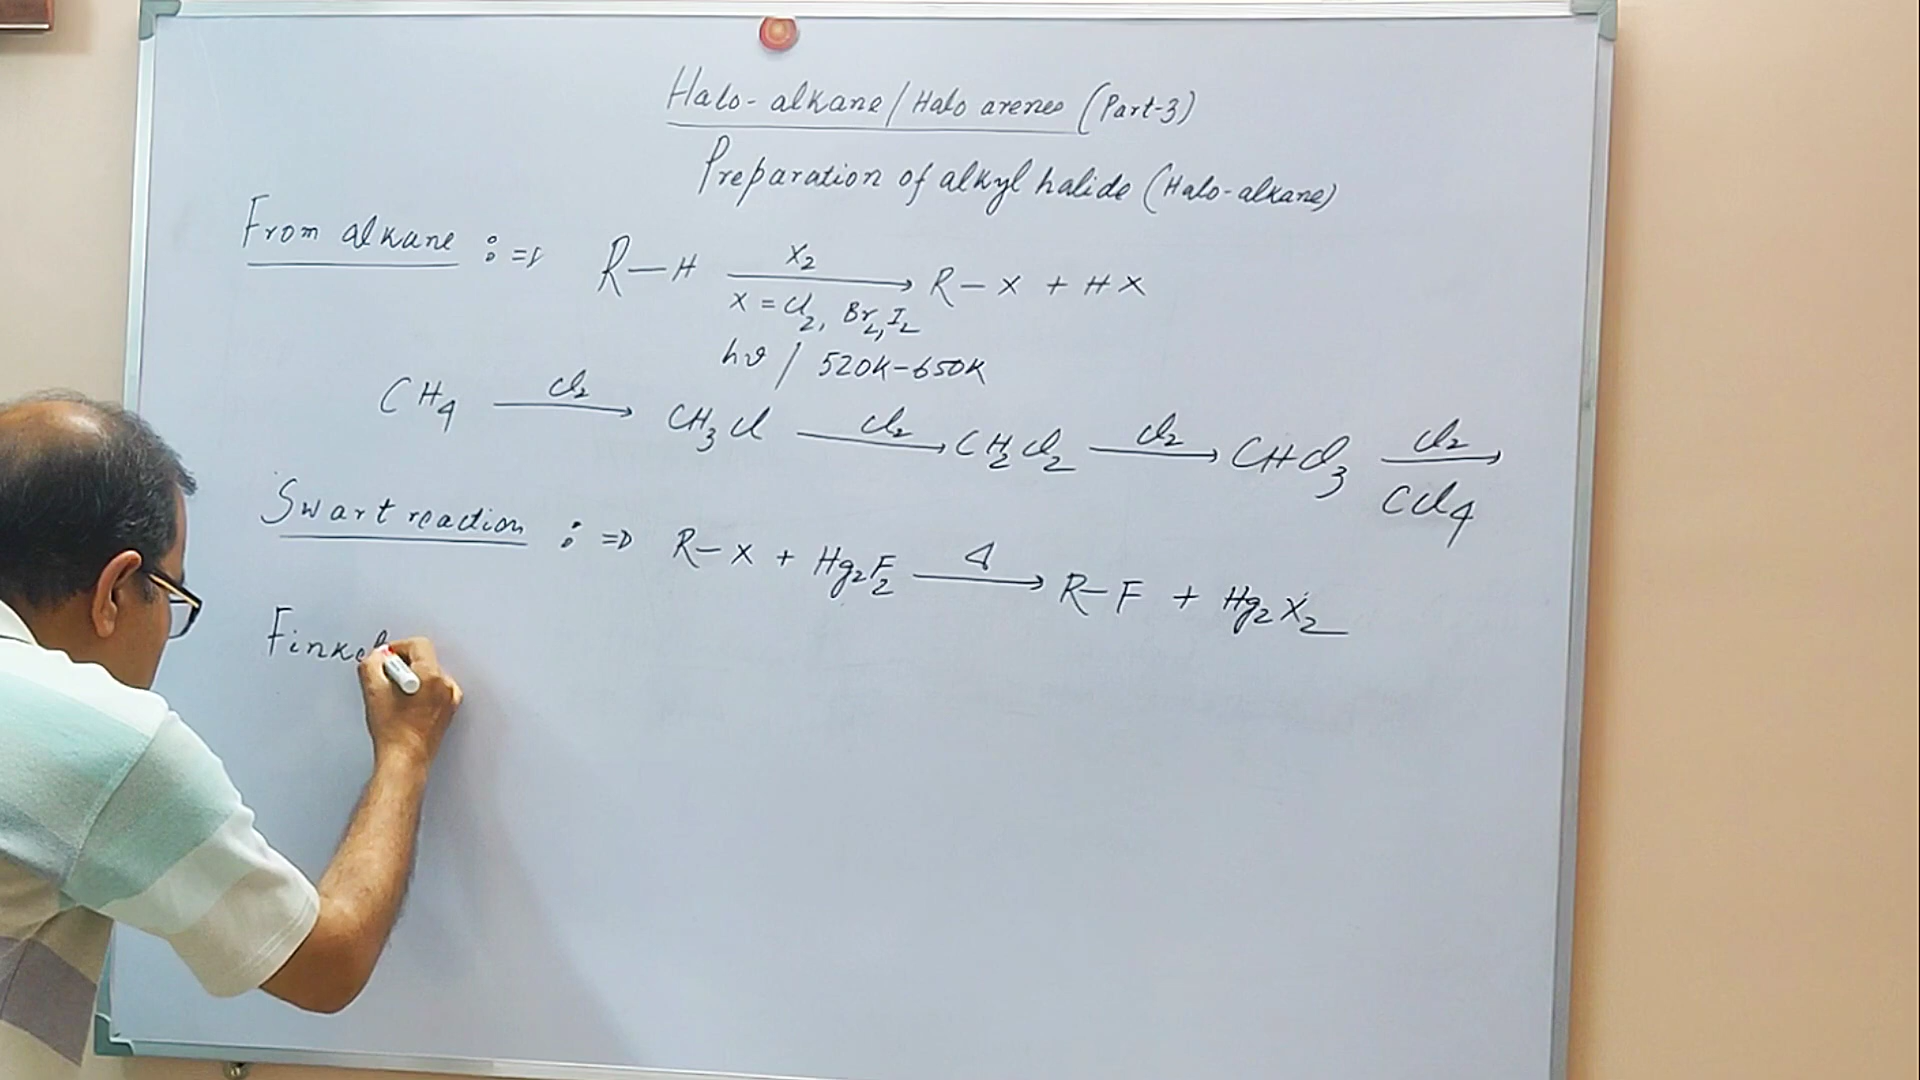 Halo-alkane/Halo arenes (Part-3)
Preparation of alkyl halide (Halo-alkane)
From alkane :⇒ R—H X₂ → R—X + HX
X = Cl₂, Br₂, I₂
hν / 520K-650K
CH₄ Cl₂ → CH₃Cl Cl₂ → CH₂Cl₂ Cl₂ → CHCl₃ Cl₂ →
CCl₄
Swart reaction :⇒ R—X + Hg₂F₂ Δ → R—F + Hg₂X₂
Finkel